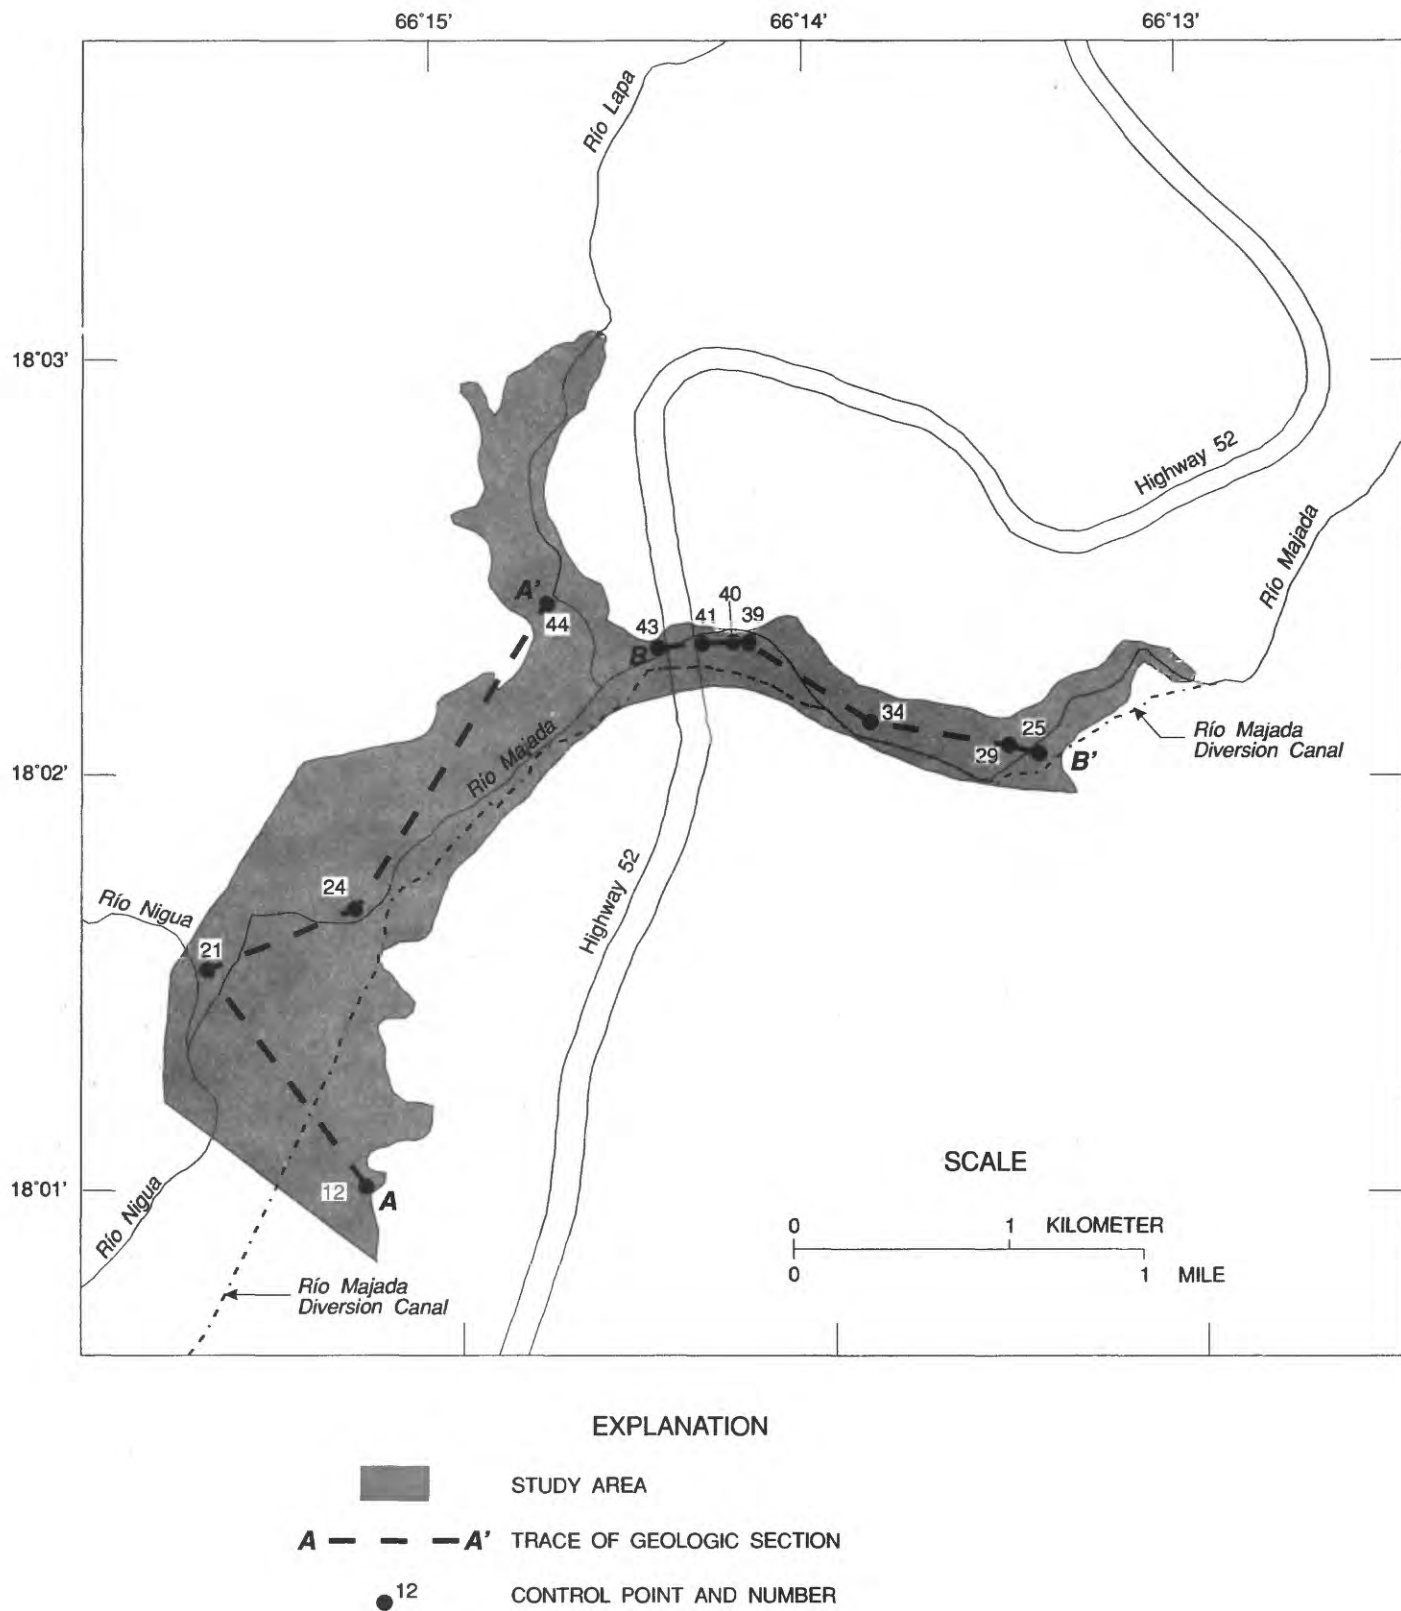 66°15'
66°14'
66°13'
Río Lapa
18°03'
Highway 52
Río Majada
A'
44
43
41
40
39
B
34
29
25
B'
Río Majada
Diversion Canal
18°02'
Río Majada
24
Highway 52
Río Nigua
21
18°01'
12
A
Río Nigua
Río Majada
Diversion Canal
SCALE
0 1 KILOMETER
0 1 MILE
EXPLANATION
STUDY AREA
A A' TRACE OF GEOLOGIC SECTION
12 CONTROL POINT AND NUMBER